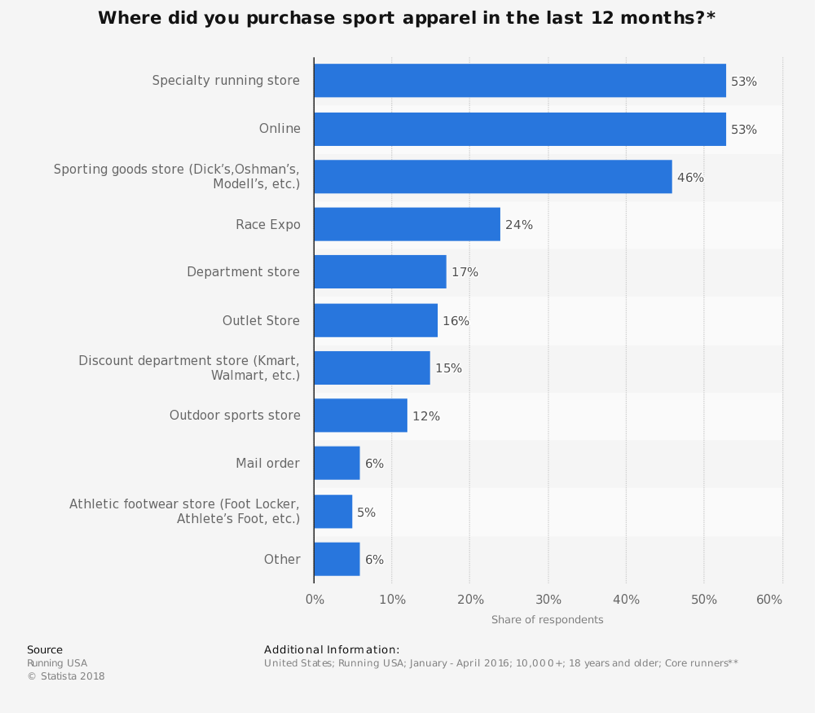 Where did you purchase sport apparel in the last 12 months?*
Specialty running store
53%
Online
53%
Sporting goods store (Dick’s,Oshman’s,
Modell’s, etc.)
46%
Race Expo
24%
Department store
17%
Outlet Store
16%
Discount department store (Kmart,
Walmart, etc.)
15%
Outdoor sports store
12%
Mail order
6%
Athletic footwear store (Foot Locker,
Athlete’s Foot, etc.)
5%
Other
6%
0% 10% 20% 30% 40% 50% 60%
Share of respondents
Source
Running USA
© Statista 2018
Additional Information:
United States; Running USA; January - April 2016; 10,000+; 18 years and older; Core runners**